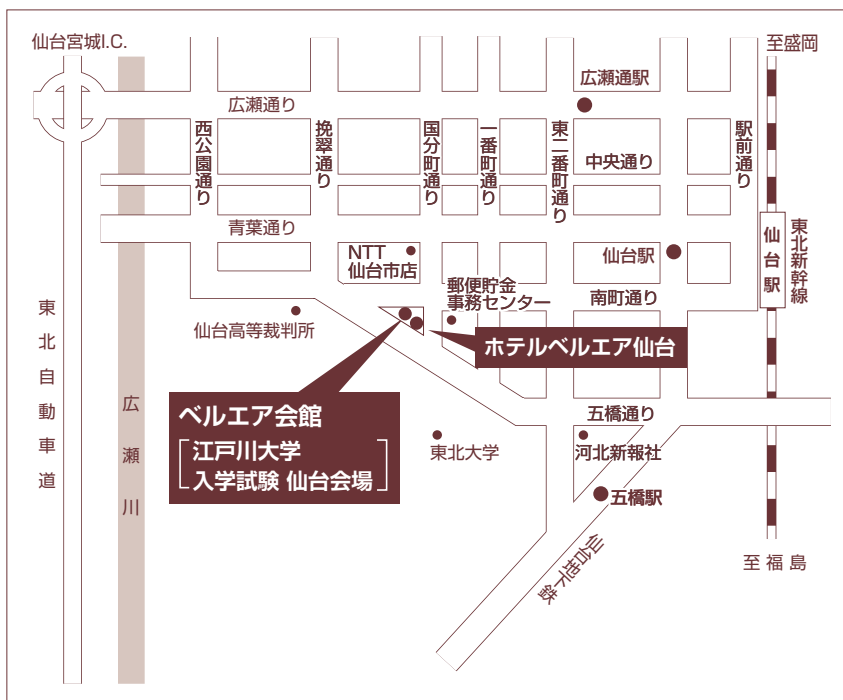 仙台宮城I.C.
至盛岡
広瀬通駅
広瀬通り
西公園通り
挽翠通り
国分町通り
一番町通り
東二番町通り
中央通り
駅前通り
青葉通り
NTT
仙台市店
仙台駅
仙台駅
東北新幹線
郵便貯金
事務センター
南町通り
仙台高等裁判所
東北自動車道
広瀬川
ホテルベルエア仙台
ベルエア会館
江戸川大学
入学試験 仙台会場
五橋通り
東北大学
河北新報社
五橋駅
仙台地下鉄
至福島